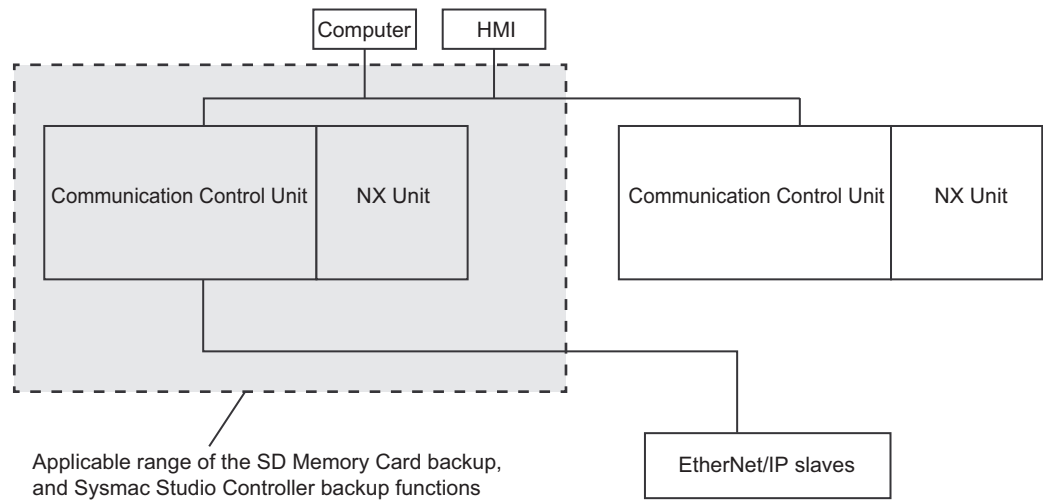 Computer
HMI
Communication Control Unit
NX Unit
Communication Control Unit
NX Unit
Applicable range of the SD Memory Card backup,
and Sysmac Studio Controller backup functions
EtherNet/IP slaves